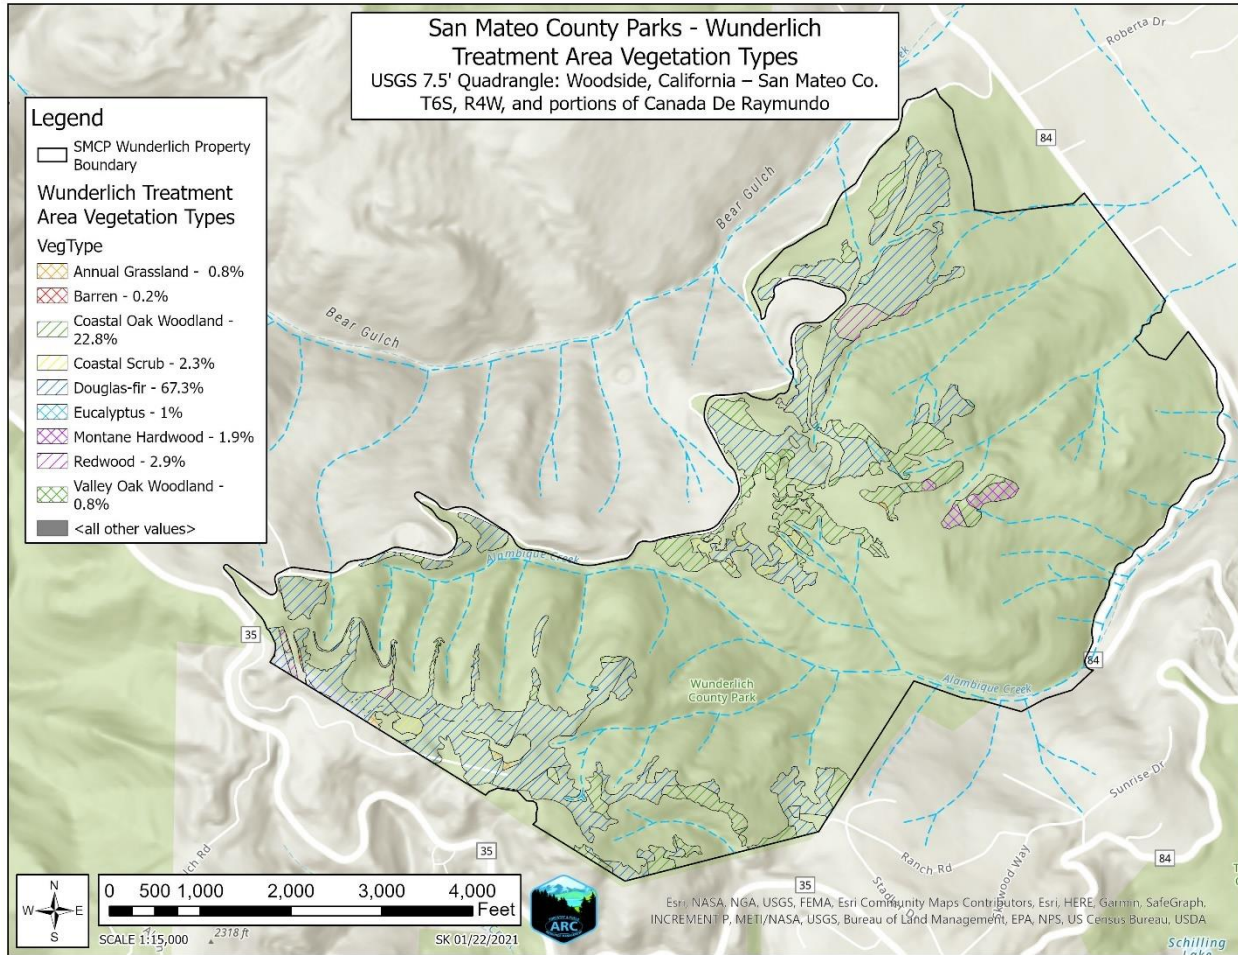 San Mateo County Parks - Wunderlich
Treatment Area Vegetation Types
USGS 7.5' Quadrangle: Woodside, California – San Mateo Co.
T6S, R4W, and portions of Canada De Raymundo
Legend
SMCP Wunderlich Property
Boundary
Wunderlich Treatment
Area Vegetation Types
VegType
Annual Grassland - 0.8%
Barren - 0.2%
Coastal Oak Woodland -
22.8%
Coastal Scrub - 2.3%
Douglas-fir - 67.3%
Eucalyptus - 1%
Montane Hardwood - 1.9%
Redwood - 2.9%
Valley Oak Woodland -
0.8%
<all other values>
Roberta Dr
84
Bear Gulch
Bear Gulch
Alambique Creek
35
84
Wunderlich
County Park
Alambique Creek
Sunrise Dr
35
Ranch Rd
84
35
N
W E
S
0 500 1,000 2,000 3,000 4,000
Feet
SCALE 1:15,000
SK 01/22/2021
2318 ft
ARC
Esri, NASA, NGA, USGS, FEMA, Esri Community Maps Contributors, Esri, HERE, Garmin, SafeGraph,
INCREMENT P, METI/NASA, USGS, Bureau of Land Management, EPA, NPS, US Census Bureau, USDA
Schilling
Lake